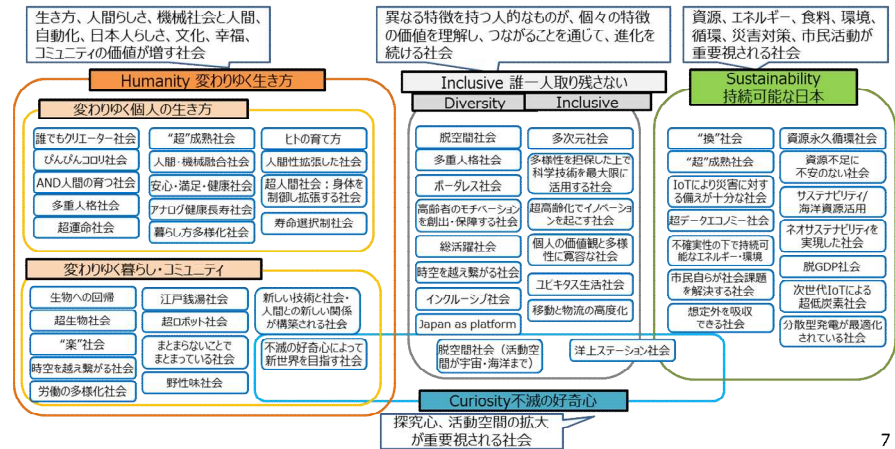 生き方、人間らしさ、機械社会と人間、
自動化、日本人らしさ、文化、幸福、
コミュニティの価値が増す社会
異なる特徴を持つ人的なものが、個々の特徴
の価値を理解し、つながることを通じて、進化を
続ける社会
資源、エネルギー、食料、環境、
循環、災害対策、市民活動が
重要視される社会
Humanity 変わりゆく生き方
変わりゆく個人の生き方
誰でもクリエーター社会
ぴんぴんコロリ社会
AND人間の育つ社会
多重人格社会
超運命社会
“超”成熟社会
人間・機械融合社会
安心・満足・健康社会
アナログ健康長寿社会
暮らし方多様化社会
ヒトの育て方
人間性拡張した社会
超人間社会：身体を
制御し拡張する社会
寿命選択制社会
変わりゆく暮らし・コミュニティ
生物への回帰
超生物社会
“楽”社会
時空を越え繋がる社会
労働の多様化社会
江戸銭湯社会
超ロボット社会
まとまらないことで
まとまっている社会
野性味社会
新しい技術と社会・
人間との新しい関係
が構築される社会
不滅の好奇心によって
新世界を目指す社会
Inclusive 誰一人取り残さない
Diversity
Inclusive
脱空間社会
多重人格社会
ボーダレス社会
高齢者のモチベーション
を創出・保障する社会
総活躍社会
時空を越え繋がる社会
インクルーシブ社会
Japan as platform
多次元社会
多様性を担保した上で
科学技術を最大限に
活用する社会
超高齢化でイノベーショ
ンを起こす社会
個人の価値観と多様
性に寛容な社会
ユビキタス生活社会
移動と物流の高度化
脱空間社会（活動空
間が宇宙・海洋まで）
洋上ステーション社会
Sustainability
持続可能な日本
“換”社会
“超”成熟社会
IoTにより災害に対す
る備えが十分な社会
超データエコノミー社会
不確実性の下で持続可
能なエネルギー・環境
市民自らが社会課題
を解決する社会
想定外を吸収
できる社会
資源永久循環社会
資源不足に
不安のない社会
サステナビリティ/
海洋資源活用
ネオサステナビリティを
実現した社会
脱GDP社会
次世代IoTによる
超低炭素社会
分散型発電が最適化
されている社会
Curiosity不滅の好奇心
探究心、活動空間の拡大
が重要視される社会
7